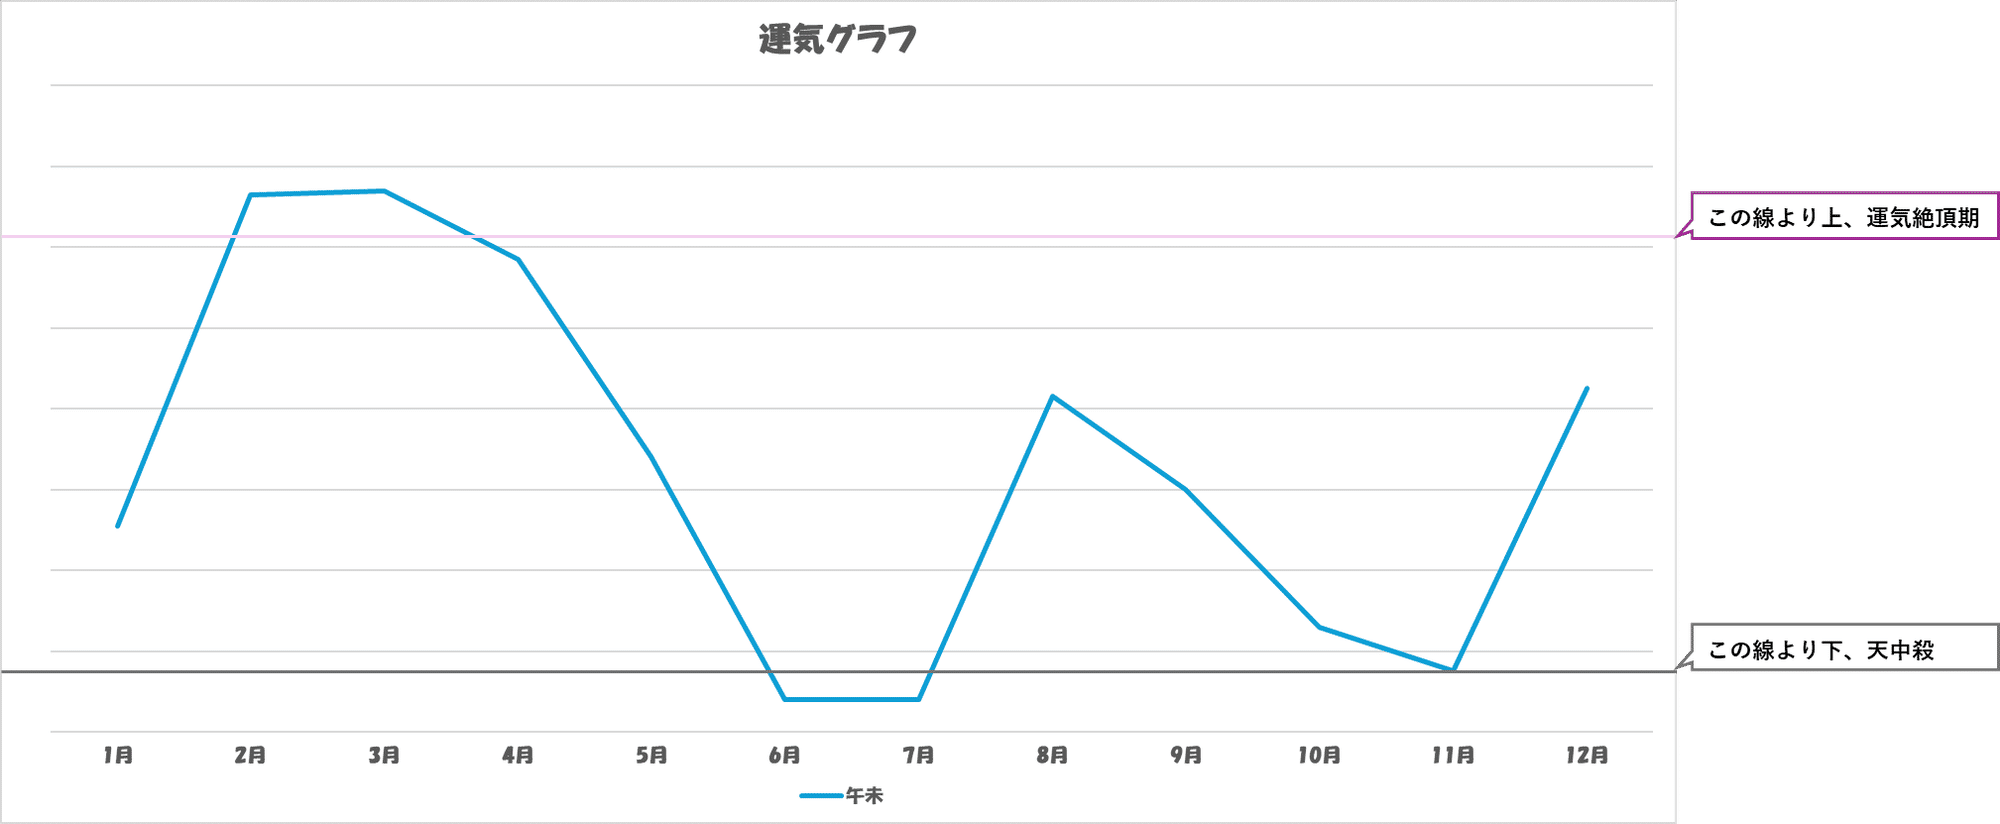 運気グラフ
この線より上、運気絶頂期
この線より下、天中殺
1月 2月 3月 4月 5月 6月 7月 8月 9月 10月 11月 12月
午未